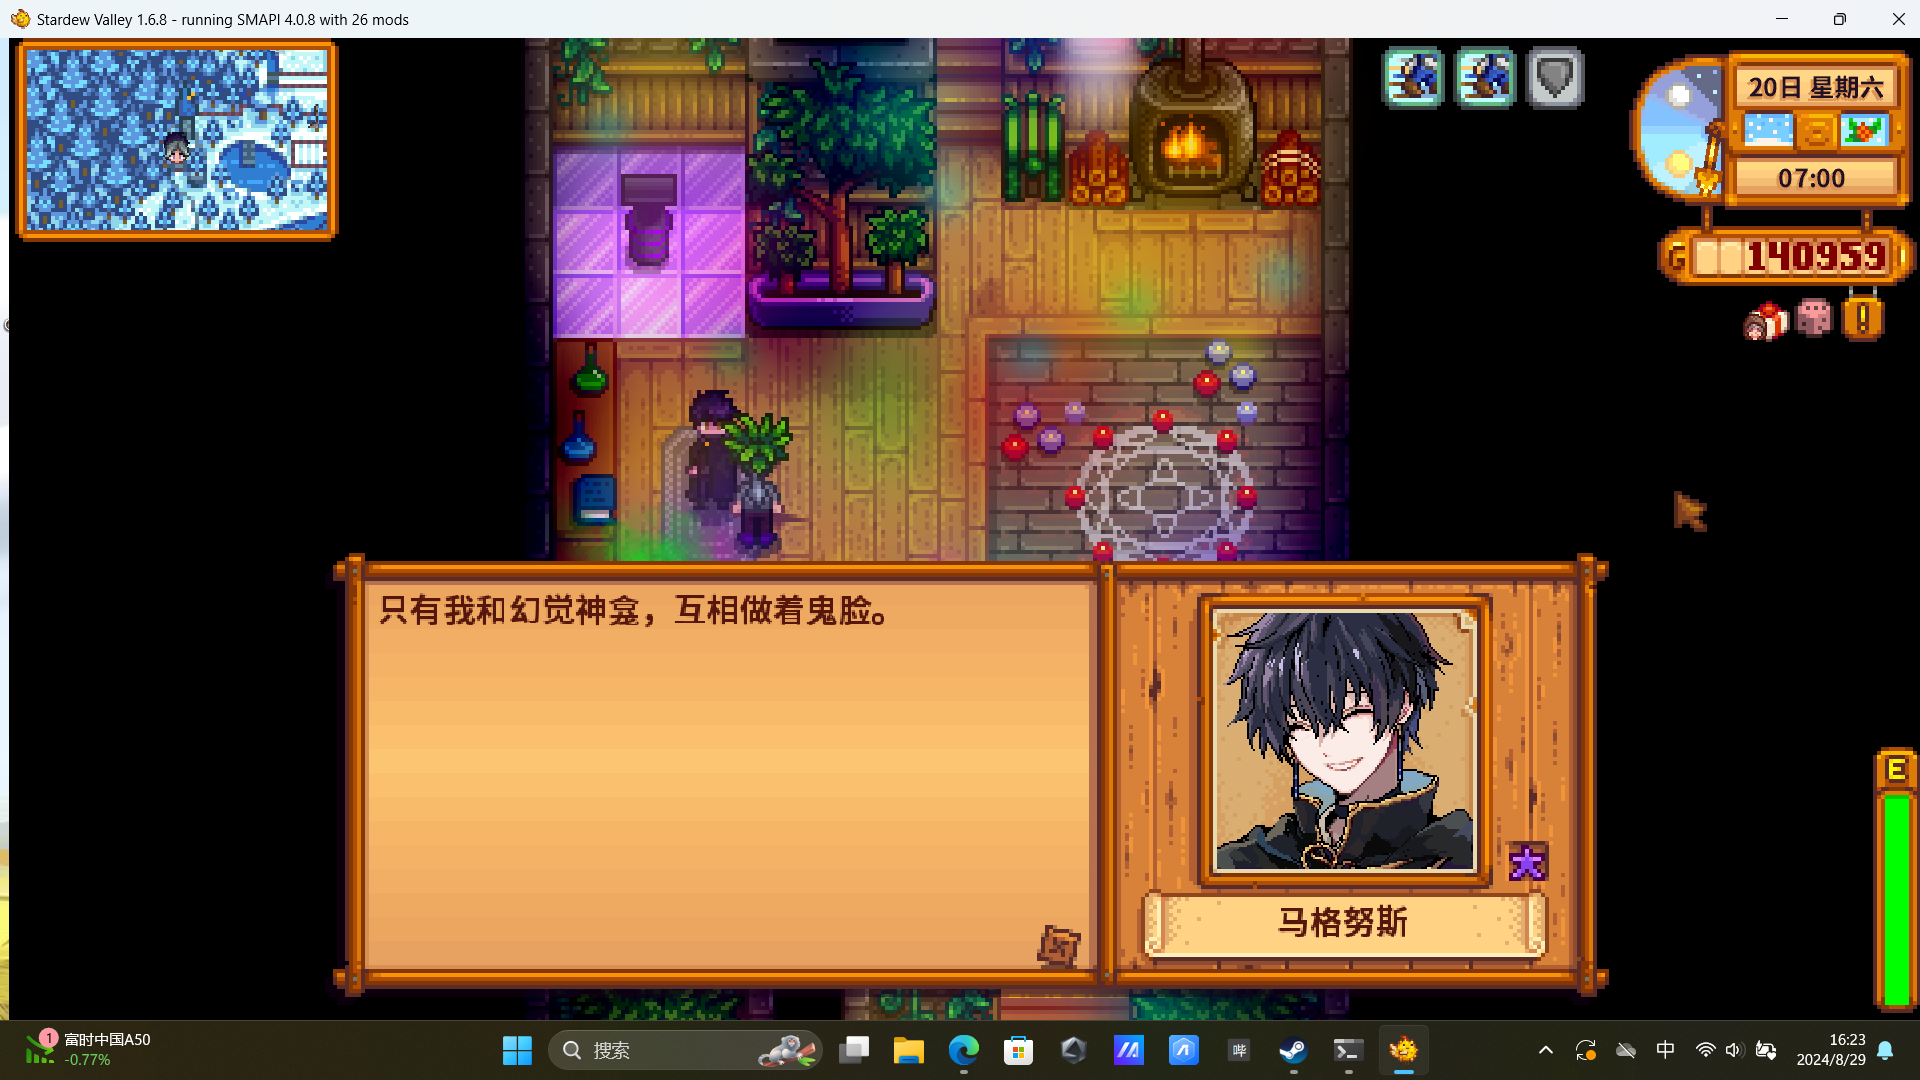 Stardew Valley 1.6.8 - running SMAPI 4.0.8 with 26 mods
20日 星期六
07:00
G 140959
只有我和幻觉神龛，互相做着鬼脸。
马格努斯
E
1
富时中国A50
-0.77%
搜索
哔
中
16:23
2024/8/29